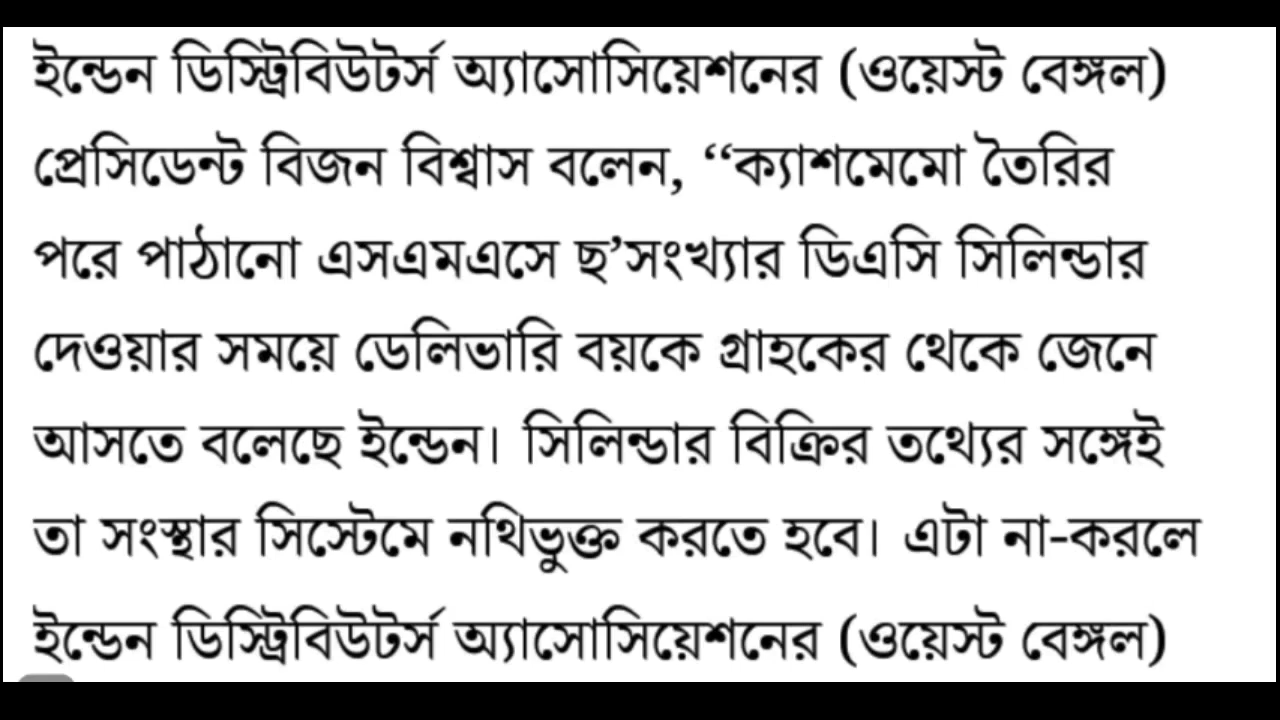 ইন্ডেন ডিস্ট্রিবিউটর্স অ্যাসোসিয়েশনের (ওয়েস্ট বেঙ্গল)
প্রেসিডেন্ট বিজন বিশ্বাস বলেন, ‘‘ক্যাশমেমো তৈরির
পরে পাঠানো এসএমএসে ছ’সংখ্যার ডিএসি সিলিন্ডার
দেওয়ার সময়ে ডেলিভারি বয়কে গ্রাহকের থেকে জেনে
আসতে বলেছে ইন্ডেন। সিলিন্ডার বিক্রির তথ্যের সঙ্গেই
তা সংস্থার সিস্টেমে নথিভুক্ত করতে হবে। এটা না-করলে
ইন্ডেন ডিস্ট্রিবিউটর্স অ্যাসোসিয়েশনের (ওয়েস্ট বেঙ্গল)